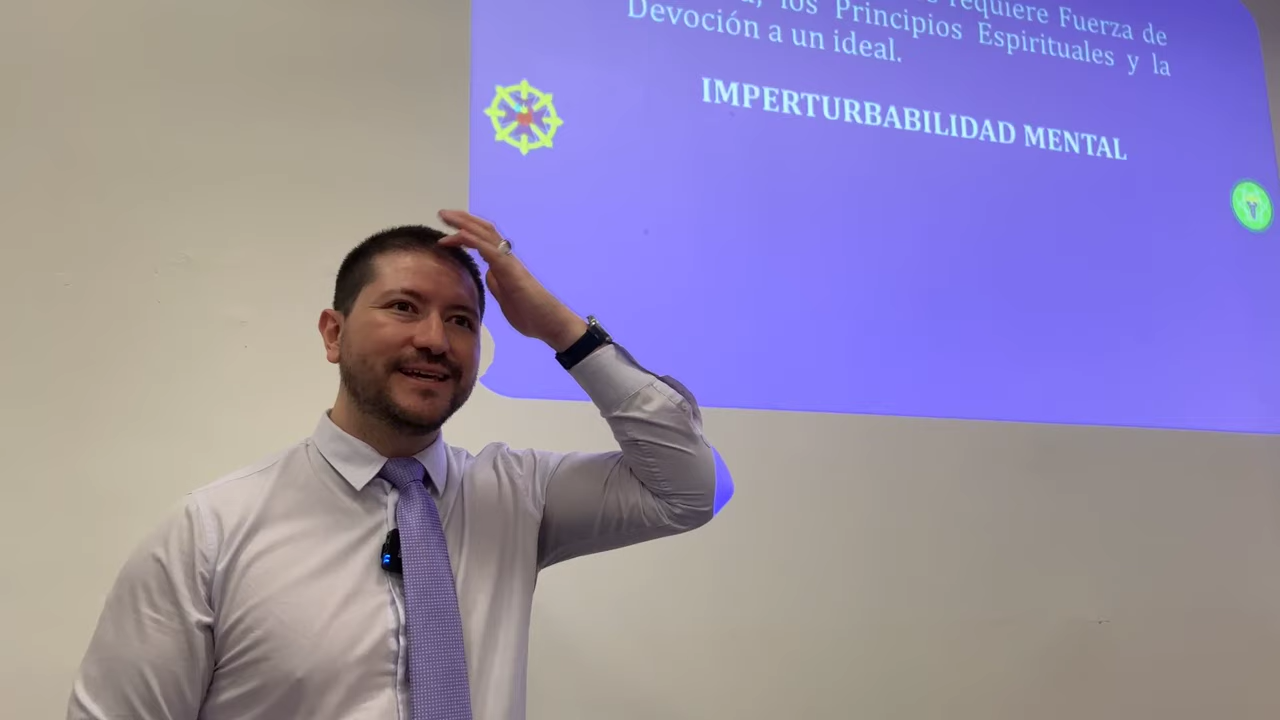 requiere Fuerza de
los Principios Espirituales y la
Devoción a un ideal.
IMPERTURBABILIDAD MENTAL